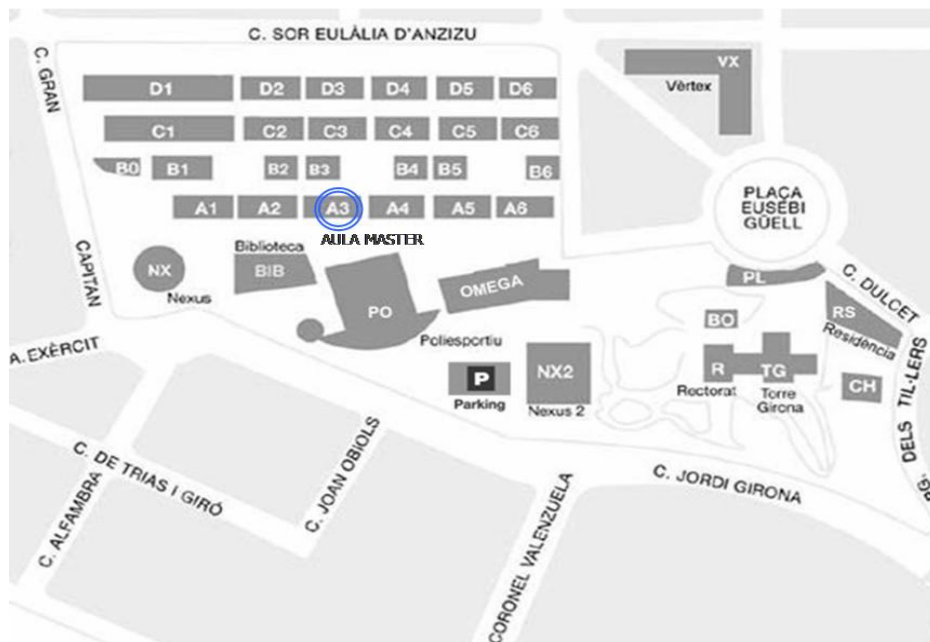 C. SOR EULÀLIA D'ANZIZU
C. GRAN
CAPITAN
D1 D2 D3 D4 D5 D6
VX
Vèrtex
C1 C2 C3 C4 C5 C6
B0 B1 B2 B3 B4 B5 B6
A1 A2 A3 A4 A5 A6
AULA MASTER
PLAÇA
EUSEBI
GÜELL
Biblioteca
BIB
NX
Nexus
OMEGA
PO
Poliesportiu
PL
C. DULCET
RS
Residència
BO
A. EXÈRCIT
P
Parking
NX2
Nexus 2
R
Rectorat
TG
Torre
Girona
CH
DELS TIL·LERS
C. JORDI GIRONA
C. DE TRIAS I GIRÓ
C. JOAN OBIOLS
C. ALFAMBRA
CORONEL VALENZUELA